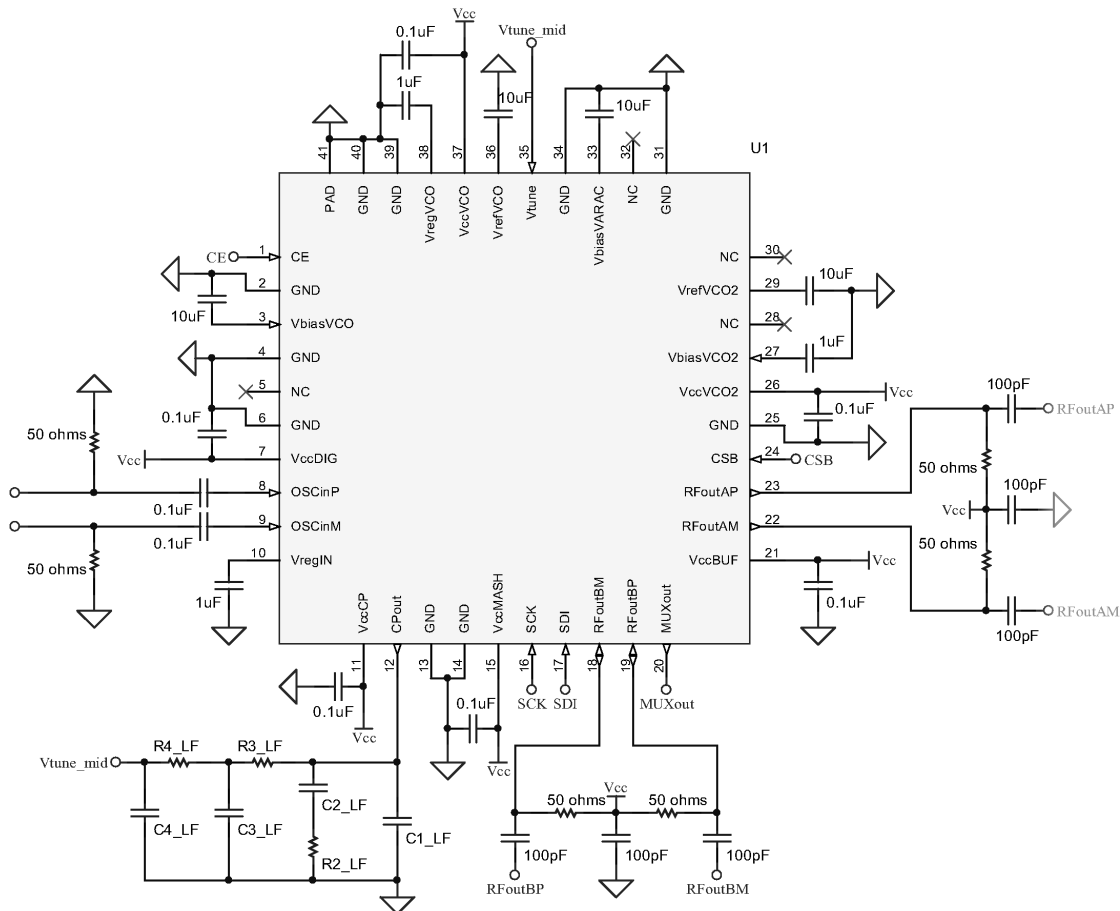 Vcc
0.1uF
Vtune_mid
1uF
10uF
10uF
U1
41
40
39
38
37
36
35
34
33
32
31
PAD
GND
GND
VregVCO
VccVCO
VrefVCO
Vtune
GND
VbiasVARAC
NC
GND
CE
1
CE
NC
30
2
GND
10uF
VrefVCO2
29
10uF
3
VbiasVCO
NC
28
4
GND
VbiasVCO2
27
1uF
5
NC
VccVCO2
26
Vcc
100pF
RFoutAP
0.1uF
0.1uF
6
GND
GND
25
50 ohms
Vcc
7
VccDIG
CSB
24
CSB
50 ohms
8
OSCinP
RFoutAP
23
100pF
0.1uF
Vcc
9
OSCinM
RFoutAM
22
0.1uF
50 ohms
50 ohms
10
VregIN
VccBUF
21
Vcc
1uF
0.1uF
RFoutAM
100pF
VccCP
CPout
GND
GND
VccMASH
SCK
SDI
RFoutBM
RFoutBP
MUXout
11
12
13
14
15
16
17
18
19
20
0.1uF
0.1uF
SCK
SDI
MUXout
Vcc
Vcc
Vtune_mid
R4_LF
R3_LF
C2_LF
C4_LF
C3_LF
C1_LF
R2_LF
Vcc
50 ohms
50 ohms
100pF
100pF
100pF
RFoutBP
RFoutBM